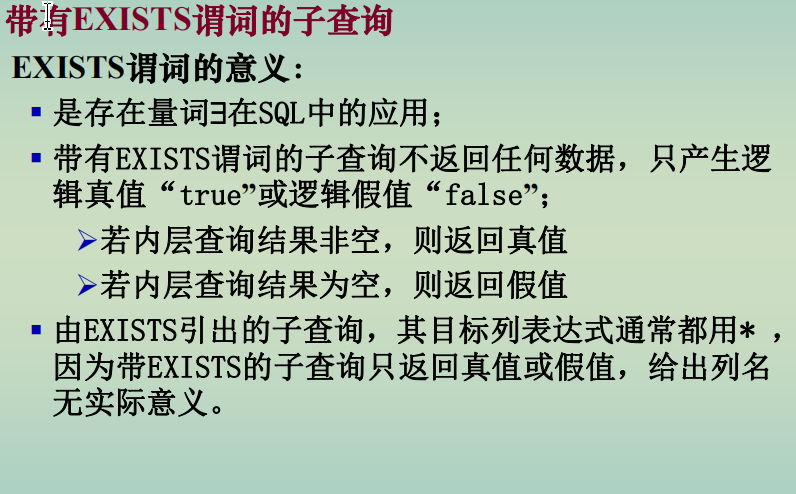 带有EXISTS谓词的子查询
EXISTS谓词的意义:
▪ 是存在量词∃在SQL中的应用;
▪ 带有EXISTS谓词的子查询不返回任何数据，只产生逻
辑真值“true”或逻辑假值“false”;
➢若内层查询结果非空，则返回真值
➢若内层查询结果为空，则返回假值
▪ 由EXISTS引出的子查询，其目标列表达式通常都用* ，
因为带EXISTS的子查询只返回真值或假值，给出列名
无实际意义。